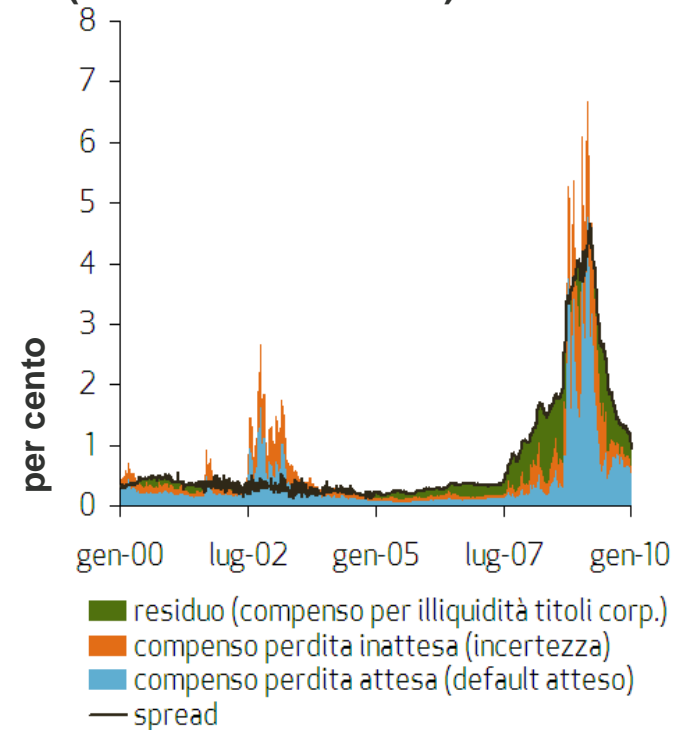 8
7
6
5
4
3
2
1
0
per cento
gen-00 lug-02 gen-05 lug-07 gen-10
residuo (compenso per illiquidità titoli corp.)
compenso perdita inattesa (incertezza)
compenso perdita attesa (default atteso)
spread